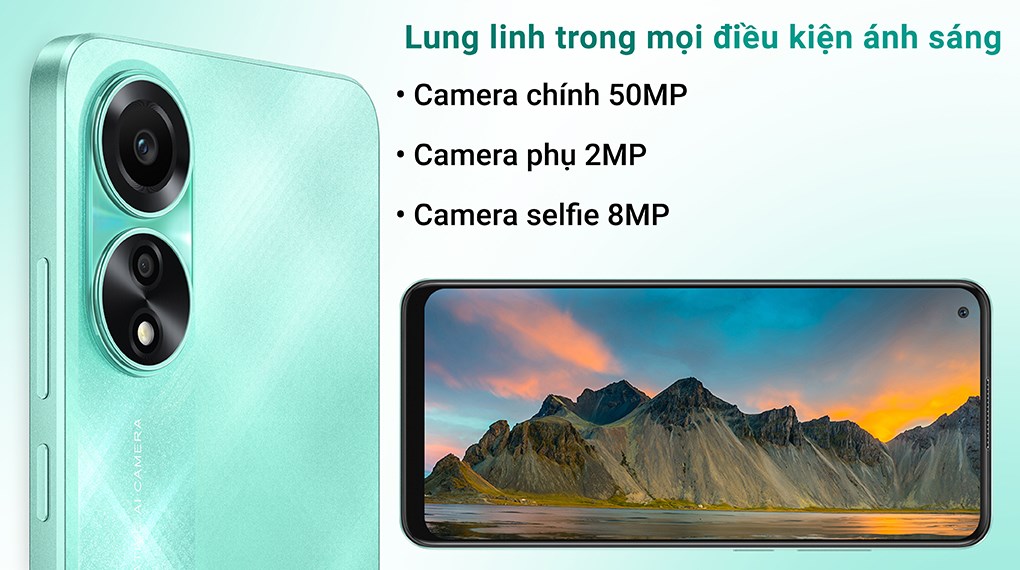 Lung linh trong mọi điều kiện ánh sáng
• Camera chính 50MP
• Camera phụ 2MP
• Camera selfie 8MP
AI CAMERA